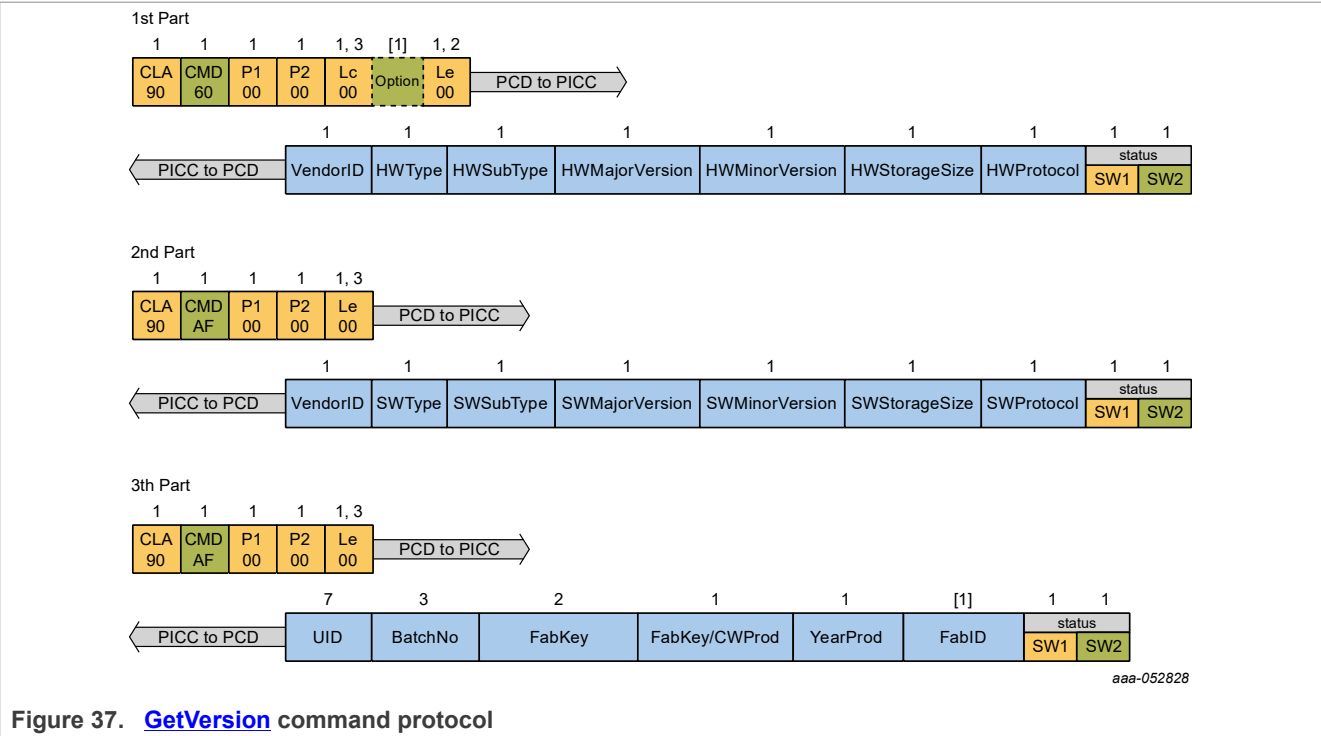 1st Part
1 1 1 1 1, 3 [1] 1, 2
CLA 90 CMD 60 P1 00 P2 00 Lc 00 Option Le 00 PCD to PICC
1 1 1 1 1 1 1 1 1
PICC to PCD VendorID HWType HWSubType HWMajorVersion HWMinorVersion HWStorageSize HWProtocol status SW1 SW2
2nd Part
1 1 1 1 1, 3
CLA 90 CMD AF P1 00 P2 00 Le 00 PCD to PICC
1 1 1 1 1 1 1 1 1
PICC to PCD VendorID SWType SWSubType SWMajorVersion SWMinorVersion SWStorageSize SWProtocol status SW1 SW2
3th Part
1 1 1 1 1, 3
CLA 90 CMD AF P1 00 P2 00 Le 00 PCD to PICC
7 3 2 1 1 [1] 1 1
PICC to PCD UID BatchNo FabKey FabKey/CWProd YearProd FabID status SW1 SW2
aaa-052828
Figure 37. GetVersion command protocol